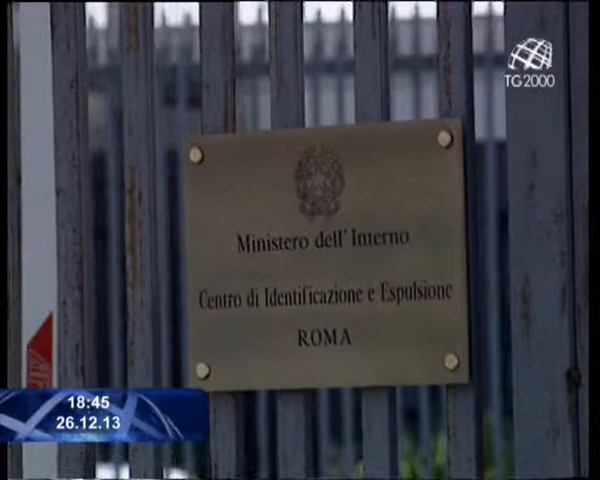 TG2000
Ministero dell'Interno
Centro di Identificazione e Espulsione
ROMA
18:45
26.12.13